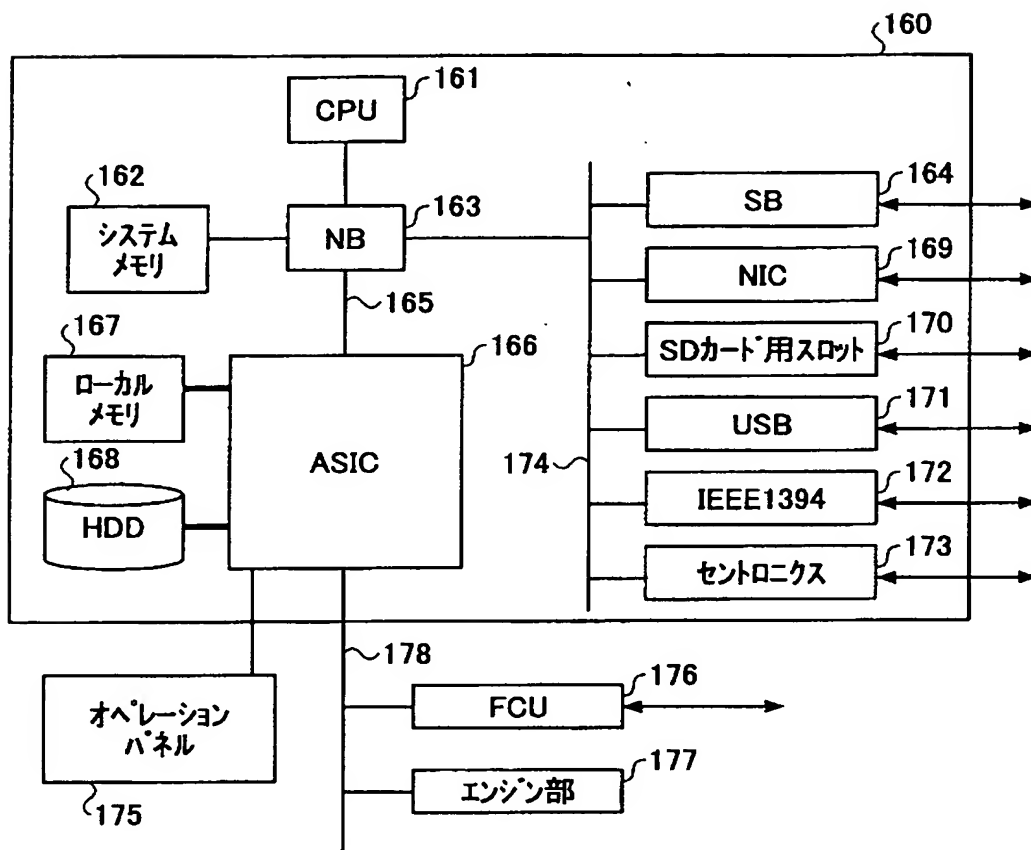 160
CPU
161
162
システム
メモリ
NB
163
SB
164
NIC
169
165
167
ローカル
メモリ
166
ASIC
SDカード用スロット
170
USB
171
168
HDD
174
IEEE1394
172
セントロニクス
173
178
オペレーション
パネル
175
FCU
176
エンジン部
177